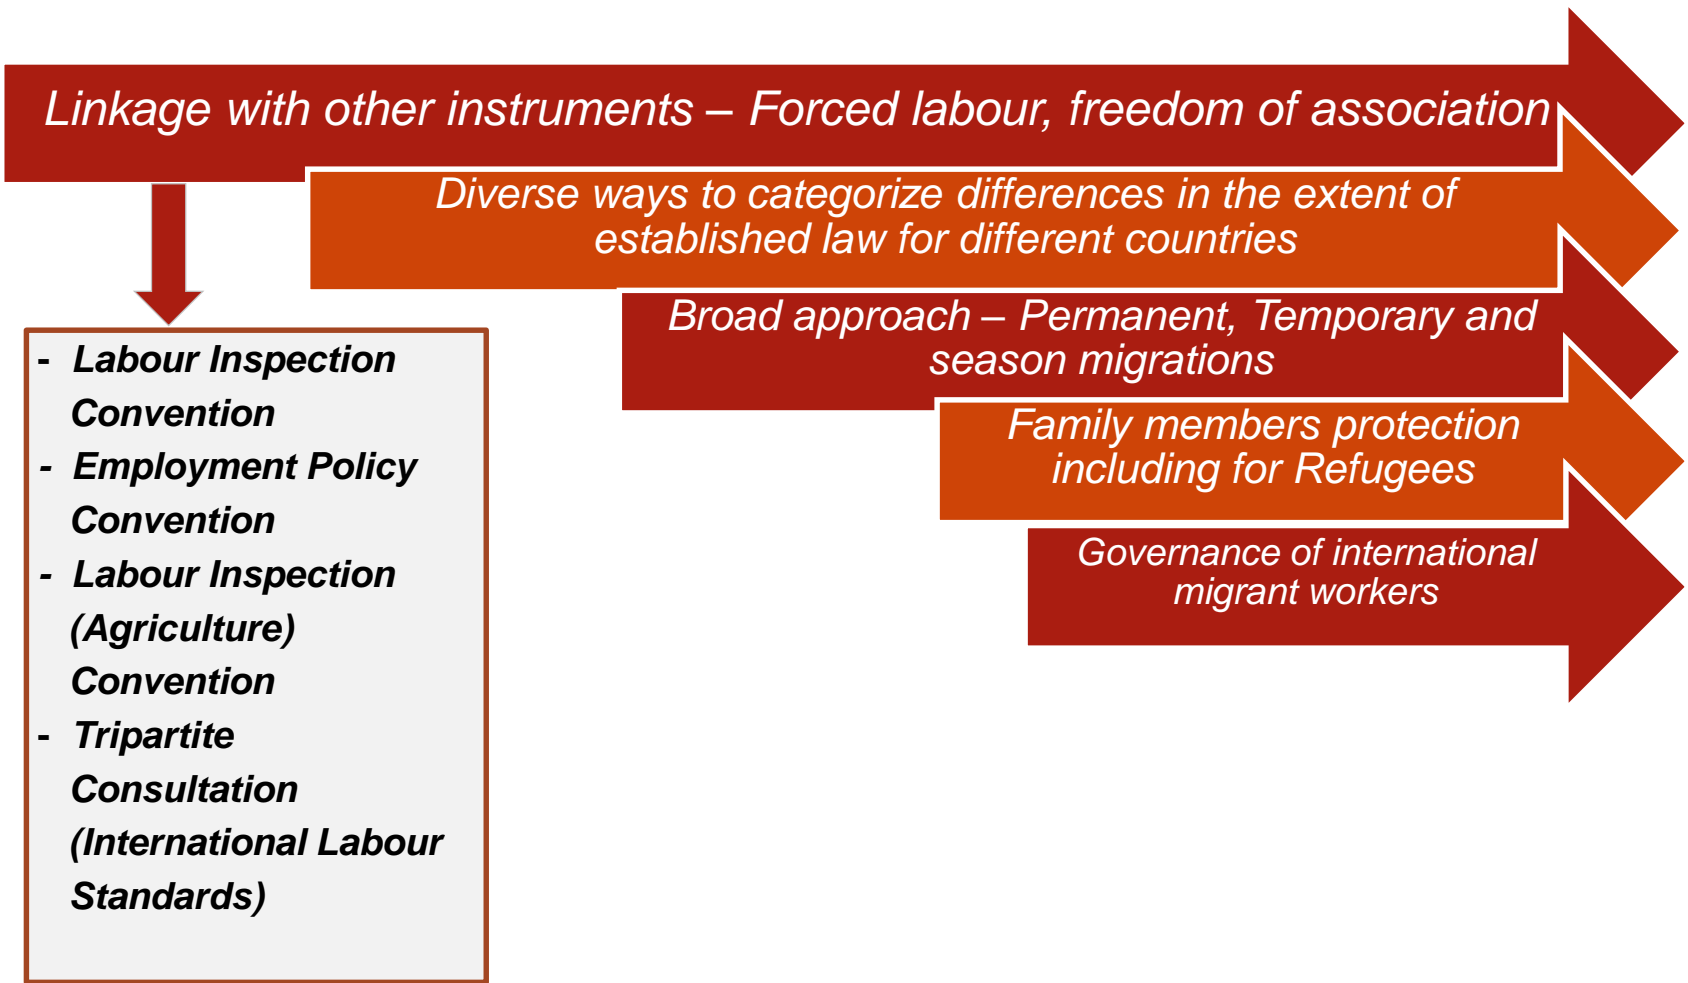 Linkage with other instruments – Forced labour, freedom of association
Diverse ways to categorize differences in the extent of
established law for different countries
Broad approach – Permanent, Temporary and
season migrations
Family members protection
including for Refugees
Governance of international
migrant workers
- Labour Inspection
Convention
- Employment Policy
Convention
- Labour Inspection
(Agriculture)
Convention
- Tripartite
Consultation
(International Labour
Standards)